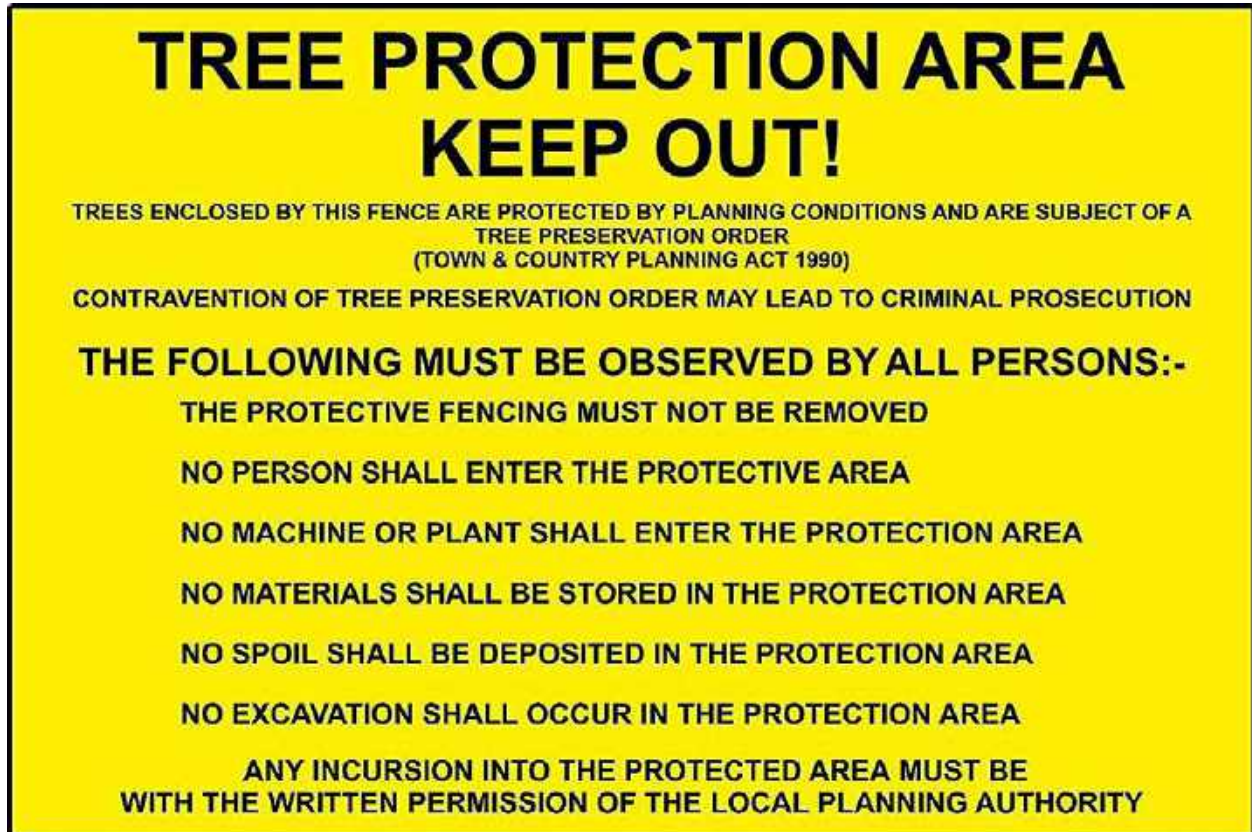 TREE PROTECTION AREA
KEEP OUT!
TREES ENCLOSED BY THIS FENCE ARE PROTECTED BY PLANNING CONDITIONS AND ARE SUBJECT OF A
TREE PRESERVATION ORDER
(TOWN & COUNTRY PLANNING ACT 1990)
CONTRAVENTION OF TREE PRESERVATION ORDER MAY LEAD TO CRIMINAL PROSECUTION
THE FOLLOWING MUST BE OBSERVED BY ALL PERSONS:-
THE PROTECTIVE FENCING MUST NOT BE REMOVED
NO PERSON SHALL ENTER THE PROTECTIVE AREA
NO MACHINE OR PLANT SHALL ENTER THE PROTECTION AREA
NO MATERIALS SHALL BE STORED IN THE PROTECTION AREA
NO SPOIL SHALL BE DEPOSITED IN THE PROTECTION AREA
NO EXCAVATION SHALL OCCUR IN THE PROTECTION AREA
ANY INCURSION INTO THE PROTECTED AREA MUST BE
WITH THE WRITTEN PERMISSION OF THE LOCAL PLANNING AUTHORITY